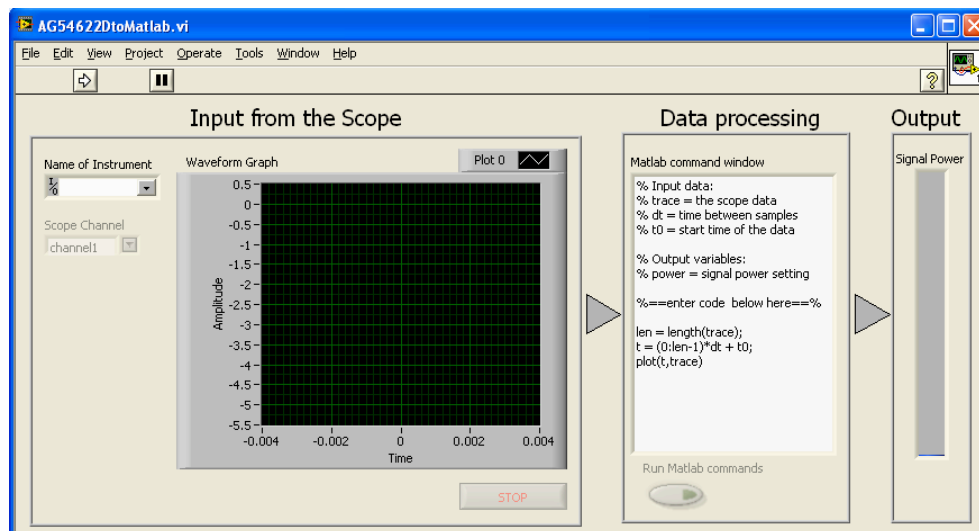 AG54622DtoMatlab.vi
File Edit View Project Operate Tools Window Help
?
Input from the Scope
Data processing
Output
Name of Instrument
I/O
Scope Channel
channel1
Waveform Graph
Plot 0
Amplitude
0.5
0
-0.5
-1
-1.5
-2
-2.5
-3
-3.5
-4
-4.5
-5
-5.5
-0.004 -0.002 0 0.002 0.004
Time
STOP
Matlab command window
% Input data:
% trace = the scope data
% dt = time between samples
% t0 = start time of the data
% Output variables:
% power = signal power setting
%==enter code below here==%
len = length(trace);
t = (0:len-1)*dt + t0;
plot(t,trace)
Run Matlab commands
Signal Power